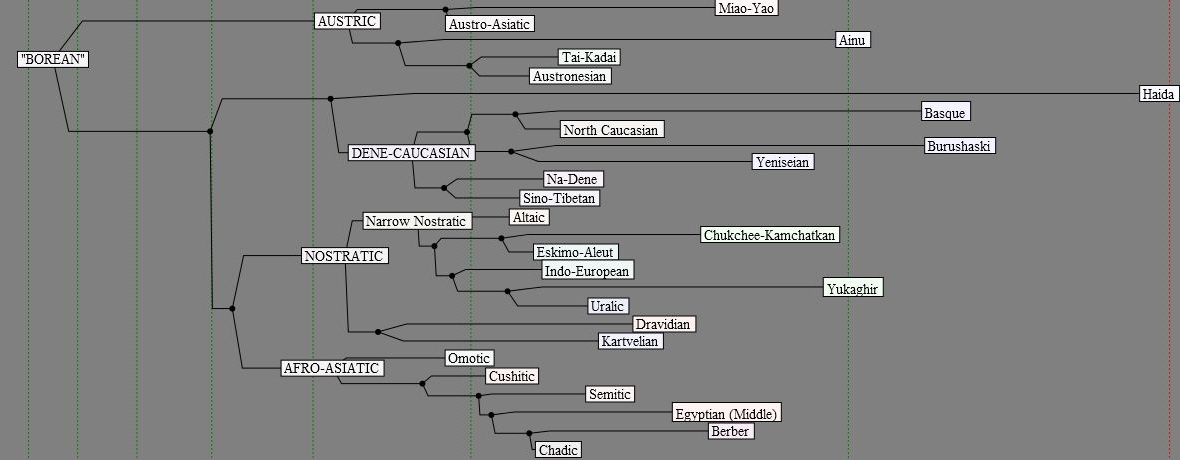 Miao-Yao
AUSTRIC
Austro-Asiatic
Ainu
"BOREAN"
Tai-Kadai
Austronesian
Haida
Basque
North Caucasian
Burushaski
DENE-CAUCASIAN
Yeniseian
Na-Dene
Sino-Tibetan
Altaic
Narrow Nostratic
Chukchee-Kamchatkan
Eskimo-Aleut
NOSTRATIC
Indo-European
Yukaghir
Uralic
Dravidian
Kartvelian
Omotic
AFRO-ASIATIC
Cushitic
Semitic
Egyptian (Middle)
Berber
Chadic